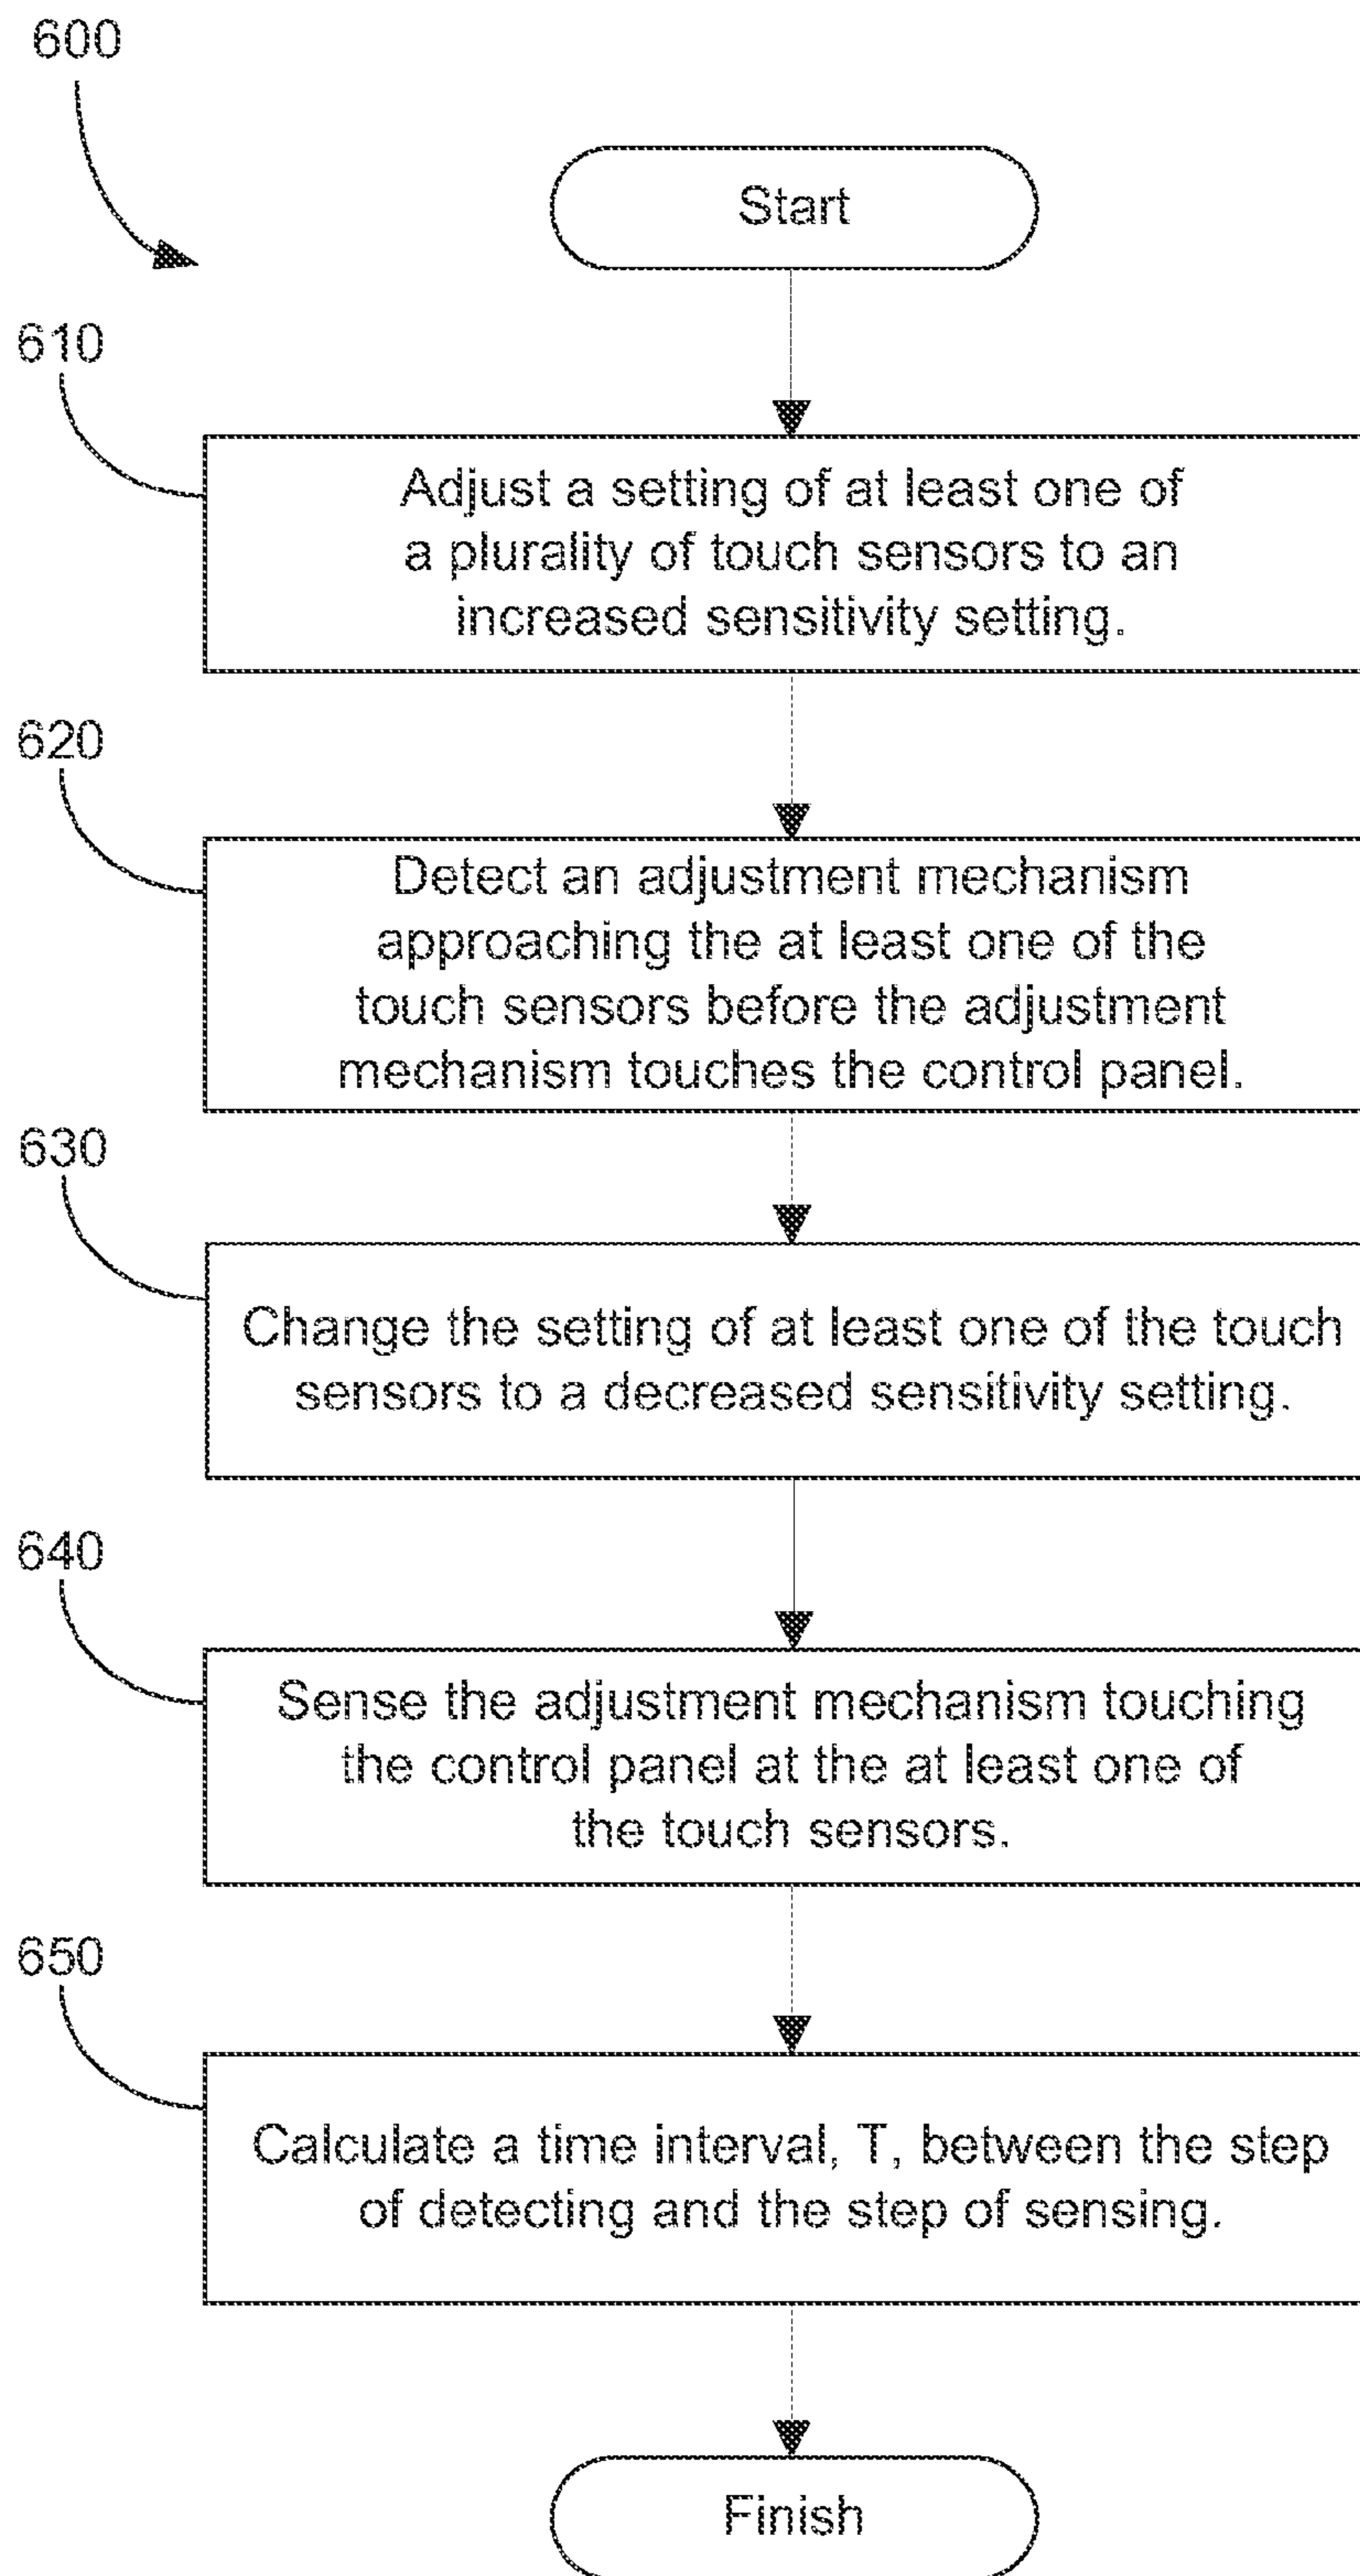 600
Start
610
Adjust a setting of at least one of
a plurality of touch sensors to an
increased sensitivity setting.
620
Detect an adjustment mechanism
approaching the at least one of the
touch sensors before the adjustment
mechanism touches the control panel.
630
Change the setting of at least one of the touch
sensors to a decreased sensitivity setting.
640
Sense the adjustment mechanism touching
the control panel at the at least one of
the touch sensors.
650
Calculate a time interval, T, between the step
of detecting and the step of sensing.
Finish